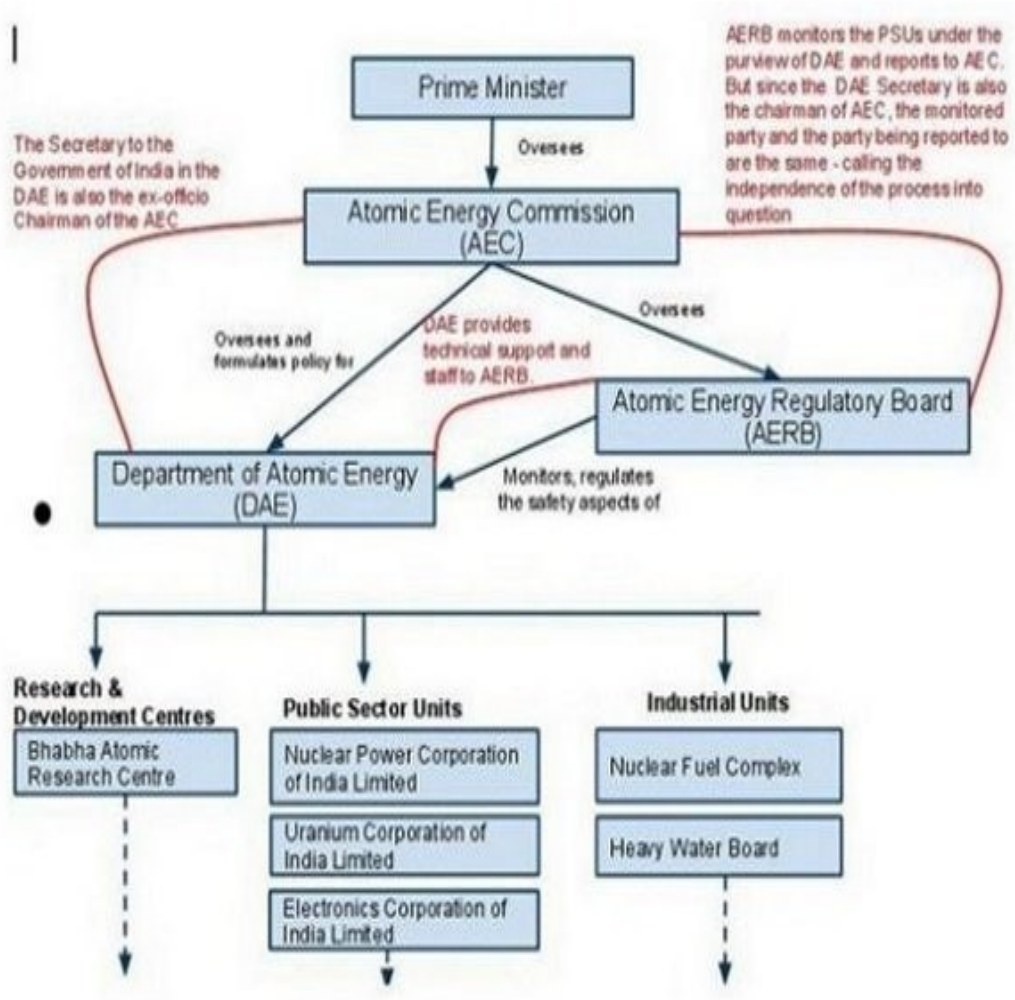 AERB monitors the PSUs under the
purview of DAE and reports to AEC.
But since the DAE Secretary is also
the chairman of AEC, the monitored
party and the party being reported to
are the same - calling the
independence of the process into
question
Prime Minister
Oversees
The Secretary to the
Government of India in the
DAE is also the ex-officio
Chairman of the AEC
Atomic Energy Commission
(AEC)
Oversees and
formulates policy for
DAE provides
technical support and
staff to AERB.
Oversees
Atomic Energy Regulatory Board
(AERB)
Department of Atomic Energy
(DAE)
Monitors, regulates
the safety aspects of
Research &
Development Centres
Bhabha Atomic
Research Centre
Public Sector Units
Nuclear Power Corporation
of India Limited
Uranium Corporation of
India Limited
Electronics Corporation of
India Limited
Industrial Units
Nuclear Fuel Complex
Heavy Water Board